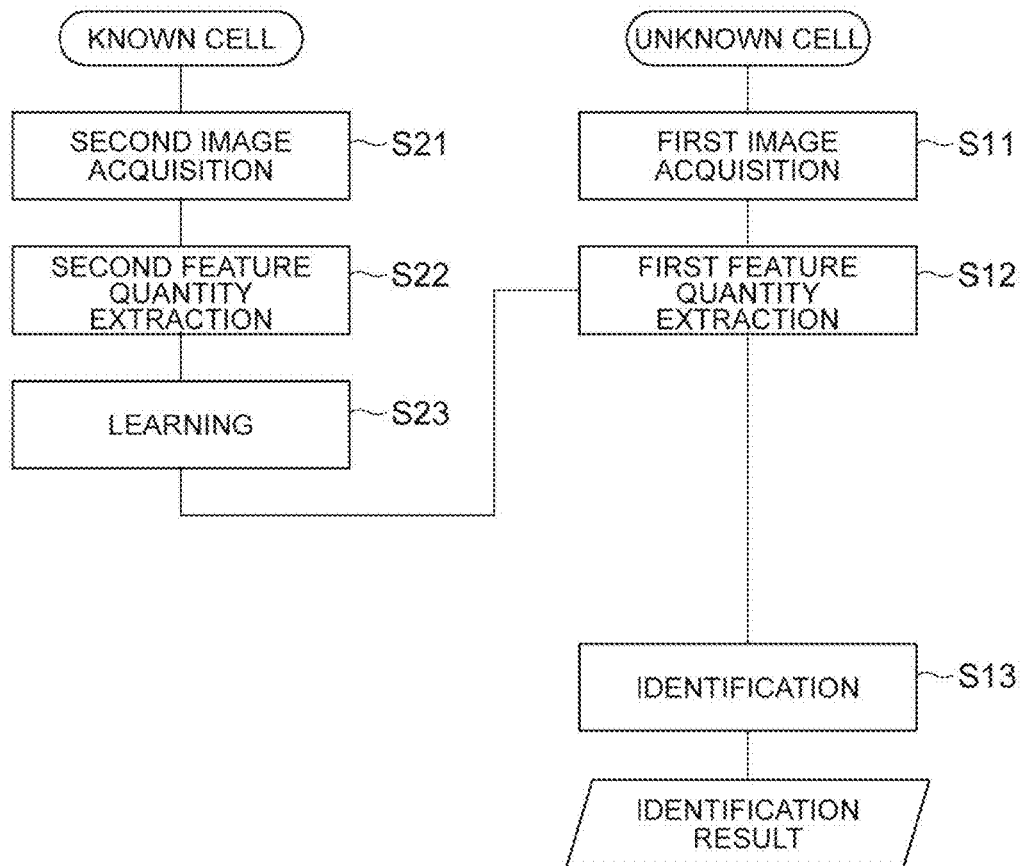 KNOWN CELL
SECOND IMAGE
ACQUISITION
S21
SECOND FEATURE
QUANTITY
EXTRACTION
S22
LEARNING
S23
UNKNOWN CELL
FIRST IMAGE
ACQUISITION
S11
FIRST FEATURE
QUANTITY
EXTRACTION
S12
IDENTIFICATION
S13
IDENTIFICATION
RESULT